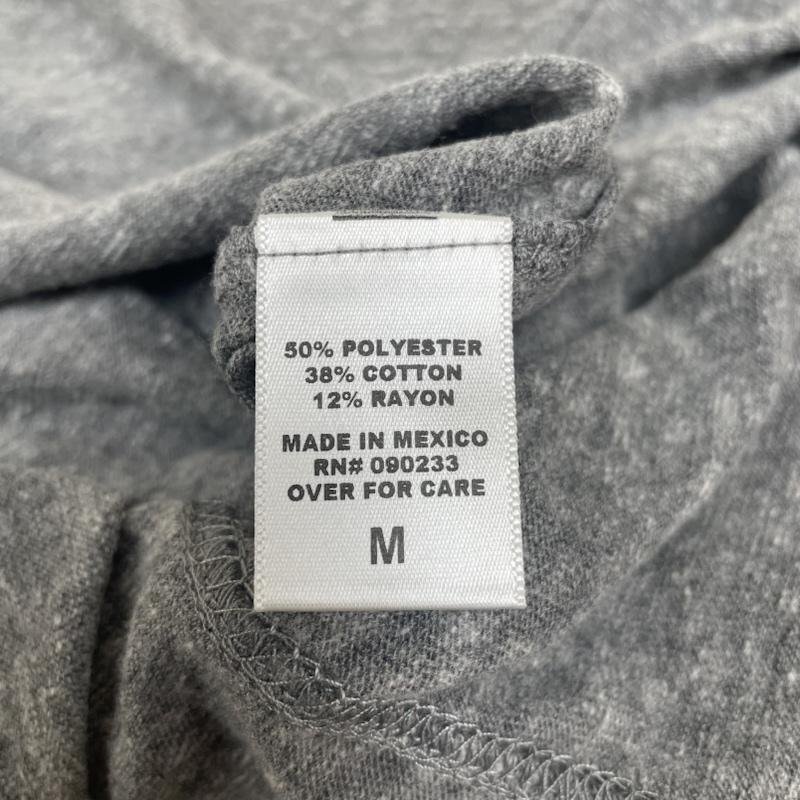 50% POLYESTER
38% COTTON
12% RAYON
MADE IN MEXICO
RN# 090233
OVER FOR CARE
M